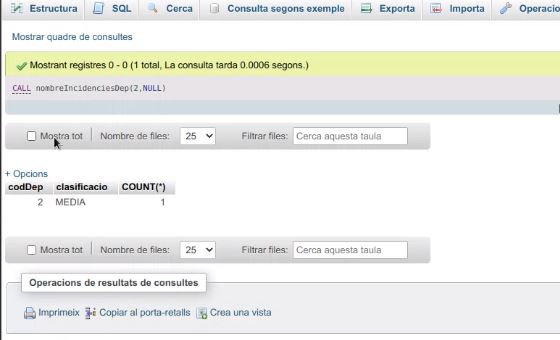 Estructura SQL Cerca Consulta segons exemple Exporta Importa
Mostrar quadre de consultes
Mostrant registres 0 - 0 (1 total, La consulta tarda 0.0006 segons.)
CALL nombreIncidenciesDep(2,NULL)
Mostra tot Nombre de files: 25 Filtrar files: Cerca aquesta taula
+ Opcions
codDep clasificacio COUNT(*)
2 MEDIA 1
Mostra tot Nombre de files: 25 Filtrar files: Cerca aquesta taula
Operacions de resultats de consultes
Imprimeix Copiar al porta-retalls Crea una vista